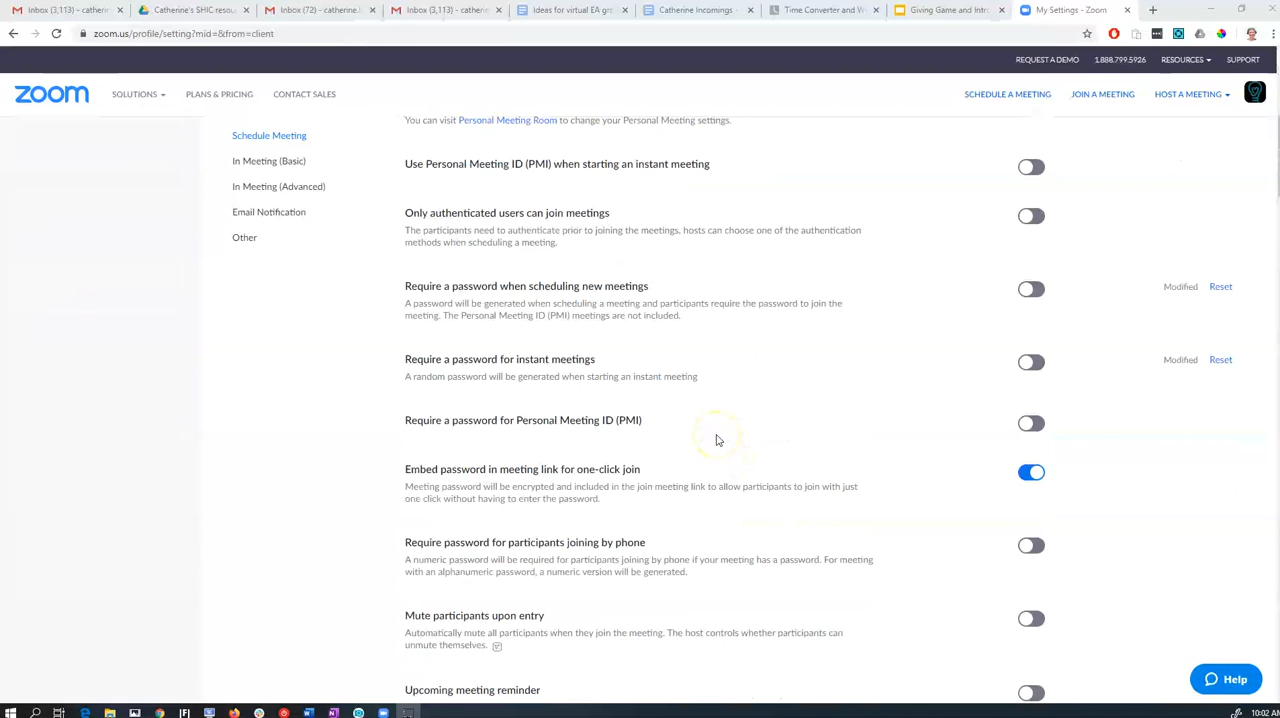 Inbox (3,113) - catherin
Catherine's SHIC resou
Inbox (72) - catherine.l
Inbox (3,113) - catherin
Ideas for virtual EA gro
Catherine Incomings -
Time Converter and W
Giving Game and Intro
My Settings - Zoom
zoom.us/profile/setting?mid=&from=client
REQUEST A DEMO
1.888.799.5926
RESOURCES
SUPPORT
zoom
SOLUTIONS
PLANS & PRICING
CONTACT SALES
SCHEDULE A MEETING
JOIN A MEETING
HOST A MEETING
Schedule Meeting
In Meeting (Basic)
In Meeting (Advanced)
Email Notification
Other
You can visit Personal Meeting Room to change your Personal Meeting settings.
Use Personal Meeting ID (PMI) when starting an instant meeting
Only authenticated users can join meetings
The participants need to authenticate prior to joining the meetings, hosts can choose one of the authentication
methods when scheduling a meeting.
Require a password when scheduling new meetings
Modified Reset
A password will be generated when scheduling a meeting and participants require the password to join the
meeting. The Personal Meeting ID (PMI) meetings are not included.
Require a password for instant meetings
Modified Reset
A random password will be generated when starting an instant meeting
Require a password for Personal Meeting ID (PMI)
Embed password in meeting link for one-click join
Meeting password will be encrypted and included in the join meeting link to allow participants to join with just
one click without having to enter the password.
Require password for participants joining by phone
A numeric password will be required for participants joining by phone if your meeting has a password. For meeting
with an alphanumeric password, a numeric version will be generated.
Mute participants upon entry
Automatically mute all participants when they join the meeting. The host controls whether participants can
unmute themselves.
Upcoming meeting reminder
Help
10:02 AM